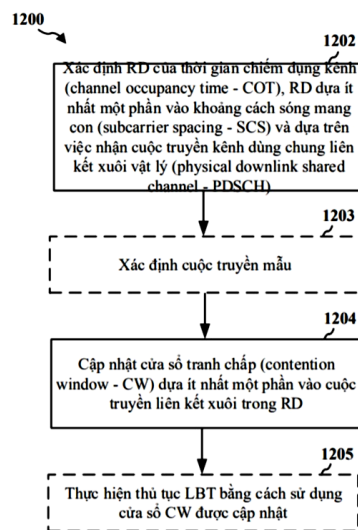 1200
1202
Xác định RD của thời gian chiếm dụng kênh
(channel occupancy time - COT), RD dựa ít
nhất một phần vào khoảng cách sóng mang
con (subcarrier spacing - SCS) và dựa trên
việc nhận cuộc truyền kênh dùng chung liên
kết xuôi vật lý (physical downlink shared
channel - PDSCH)
1203
Xác định cuộc truyền mẫu
1204
Cập nhật cửa sổ tranh chấp (contention
window - CW) dựa ít nhất một phần vào cuộc
truyền liên kết xuôi trong RD
1205
Thực hiện thủ tục LBT bằng cách sử dụng
cửa sổ CW được cập nhật